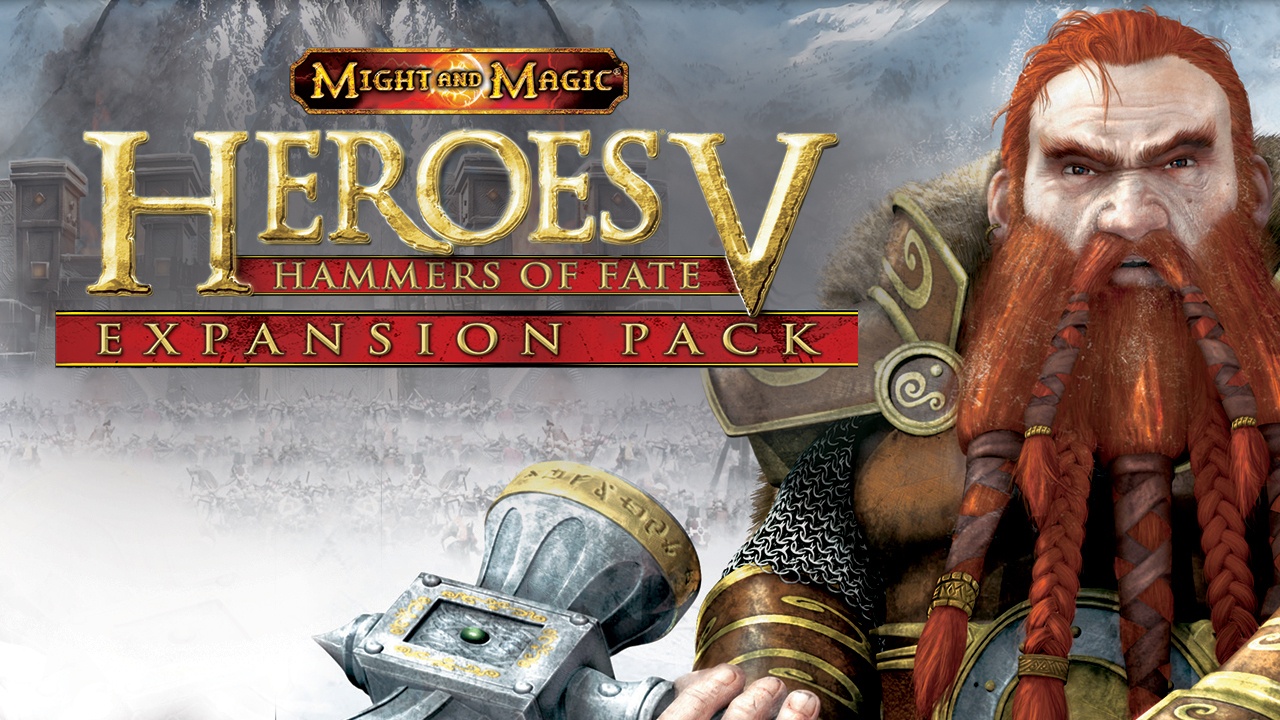 MIGHT AND MAGIC®
HEROES V
HAMMERS OF FATE
EXPANSION PACK